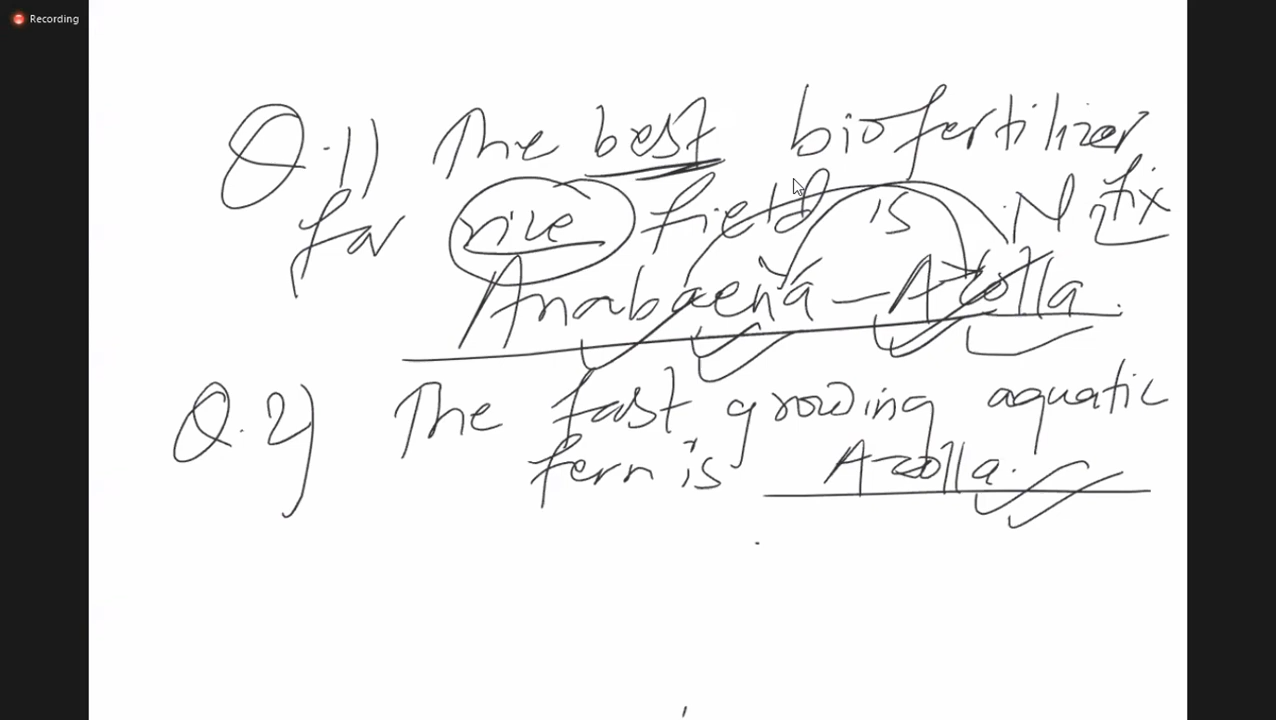 Recording
Q.1) The best biofertilizer
for rice field is N2 fix
Anabaena - Azolla.
Q.2) The fast growing aquatic
fern is Azolla.